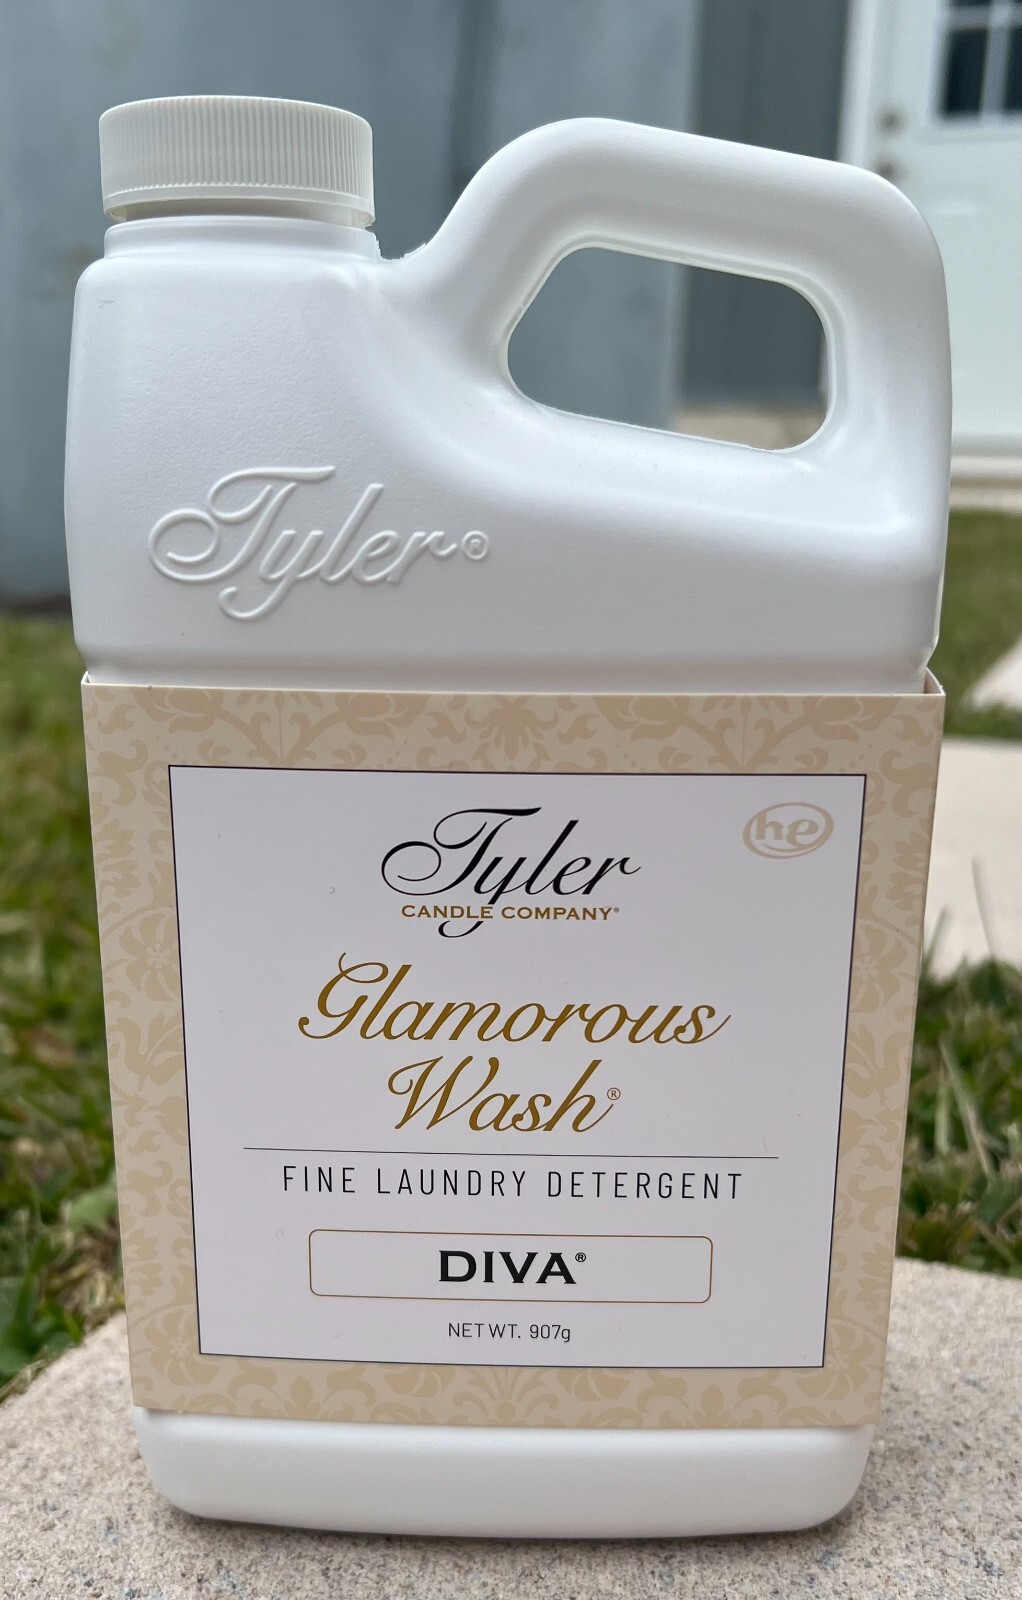 Tyler®
Tyler
CANDLE COMPANY®
he
Glamorous
Wash®
FINE LAUNDRY DETERGENT
DIVA®
NET WT. 907g